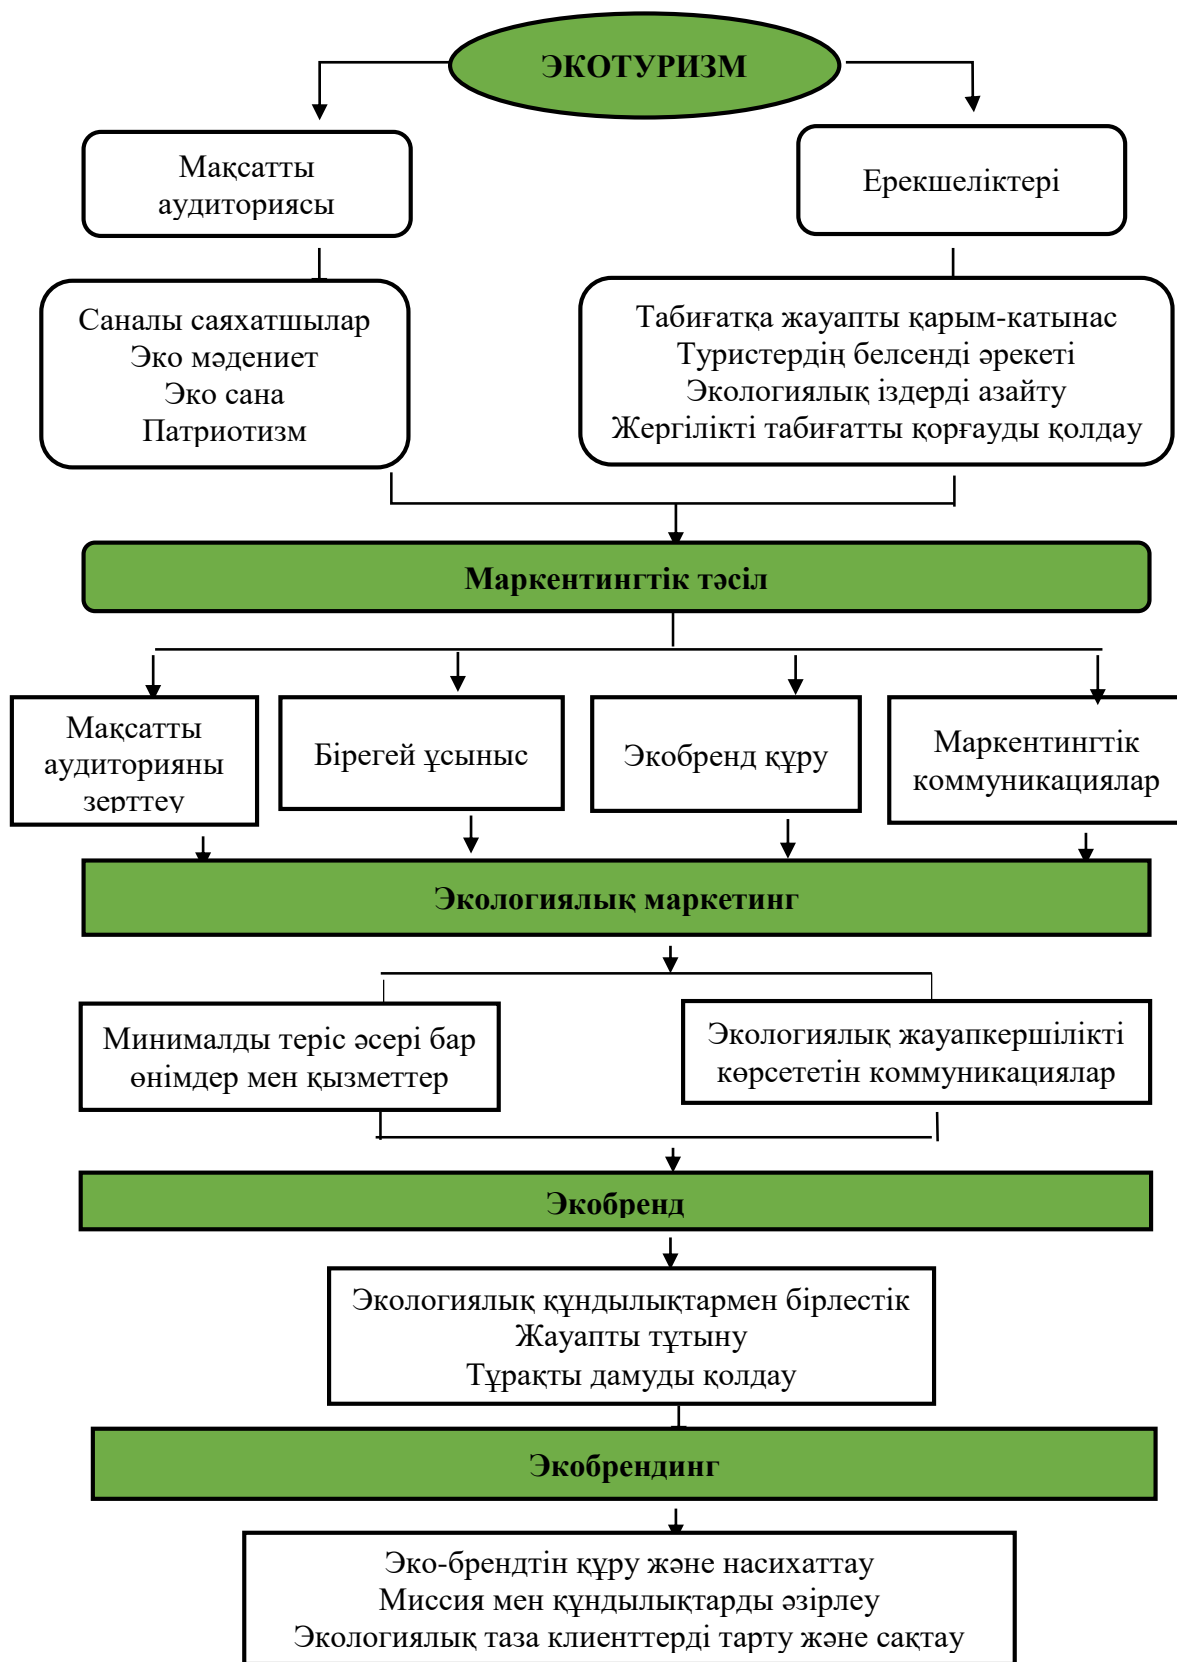 ЭКОТУРИЗМ
Мақсатты
аудиториясы
Ерекшеліктері
Саналы саяхатшылар
Эко мәдениет
Эко сана
Патриотизм
Табиғатқа жауапты қарым-катынас
Туристердің белсенді әрекеті
Экологиялық іздерді азайту
Жергілікті табиғатты қорғауды қолдау
Маркентингтік тәсіл
Мақсатты
аудиторияны
зерттеу
Бірегей ұсыныс
Экобренд құру
Маркентингтік
коммуникациялар
Экологиялық маркетинг
Минималды теріс әсері бар
өнімдер мен қызметтер
Экологиялық жауапкершілікті
көрсететін коммуникациялар
Экобренд
Экологиялық құндылықтармен бірлестік
Жауапты тұтыну
Тұрақты дамуды қолдау
Экобрендинг
Эко-брендтін құру және насихаттау
Миссия мен құндылықтарды әзірлеу
Экологиялық таза клиенттерді тарту және сақтау